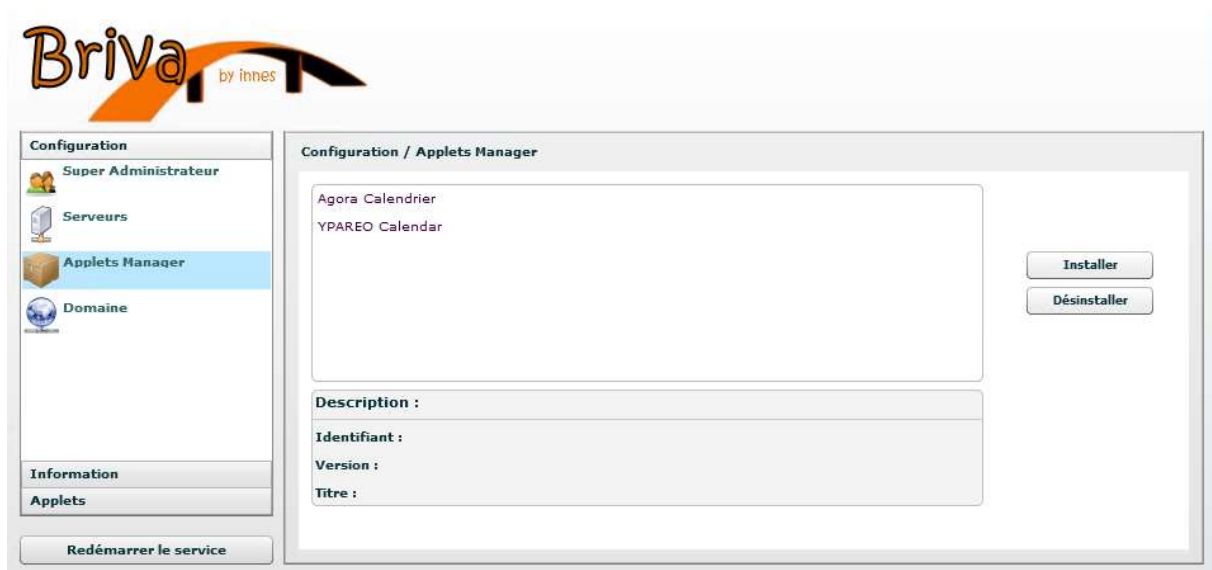 Briva
by innes
Configuration
Super Administrateur
Serveurs
Applets Manager
Domaine
Information
Applets
Redémarrer le service
Configuration / Applets Manager
Agora Calendrier
YPAREO Calendar
Installer
Désinstaller
Description :
Identifiant :
Version :
Titre :